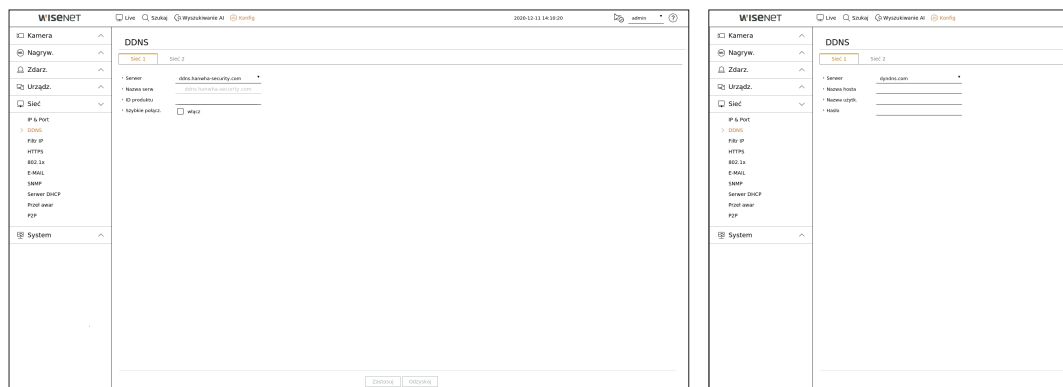 WISENET Live Szukaj Wyszukiwanie AI Konfig 2020-12-11 14:10:20 admin ?
Kamera
Nagryw.
Zdarz.
Urządz.
Sieć
IP & Port
DDNS
Filtr IP
HTTPS
802.1x
E-MAIL
SNMP
Serwer DHCP
Przeł awar
P2P
System
DDNS
Sieć 1 Sieć 2
Serwer ddns.hanwha-security.com
Nazwa serw ddns.hanwha-security.com
ID produktu
Szybkie połącz. włącz
Zastosuj Odzyskaj
WISENET Live Szukaj Wyszukiwanie AI Konfig
Kamera
Nagryw.
Zdarz.
Urządz.
Sieć
IP & Port
DDNS
Filtr IP
HTTPS
802.1x
E-MAIL
SNMP
Serwer DHCP
Przeł awar
P2P
System
DDNS
Sieć 1 Sieć 2
Serwer dyndns.com
Nazwa hosta
Nazwa użytk.
Hasło